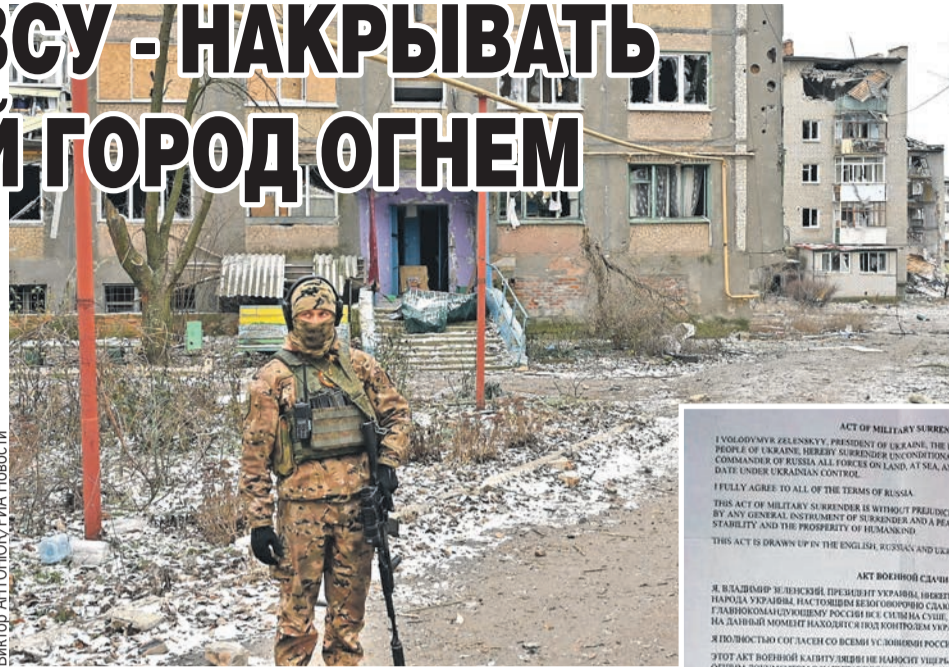 ВСУ - НАКРЫВАТЬ
Й ГОРОД ОГНЕМ
Виктор АНТОНЮК/РИА Новости
ACT OF MILITARY SURREN
I VOLODYMYR ZELENSKYY, PRESIDENT OF UKRAINE, THE
PEOPLE OF UKRAINE, HEREBY SURRENDER UNCONDITIONA
COMMANDER OF RUSSIA ALL FORCES ON LAND, AT SEA,
DATE UNDER UKRAINIAN CONTROL.
I FULLY AGREE TO ALL OF THE TERMS OF RUSSIA.
THIS ACT OF MILITARY SURRENDER IS WITHOUT PREJUDIC
BY ANY GENERAL INSTRUMENT OF SURRENDER AND A
STABILITY AND THE PROSPERITY OF HUMANKIND
THIS ACT IS DRAWN UP IN THE ENGLISH, RUSSIAN AND UKR
АКТ ВОЕННОЙ СДАЧИ
Я, ВЛАДИМИР ЗЕЛЕНСКИЙ, ПРЕЗИДЕНТ УКРАИНЫ,
НАРОДА УКРАИНЫ, НАСТОЯЩИМ БЕЗОГОВОРОЧНО СДАЮ
ГЛАВНОКОМАНДУЮЩЕМУ РОССИИ ВСЕ СИЛЫ НА СУШЕ,
НА ДАННЫЙ МОМЕНТ НАХОДЯТСЯ ПОД КОНТРОЛЕМ УКР
Я ПОЛНОСТЬЮ СОГЛАСЕН СО ВСЕМИ УСЛОВИЯМИ РОСС
ЭТОТ АКТ ВОЕННОЙ КАПИТУЛЯЦИИ НЕ НАНОСИТ